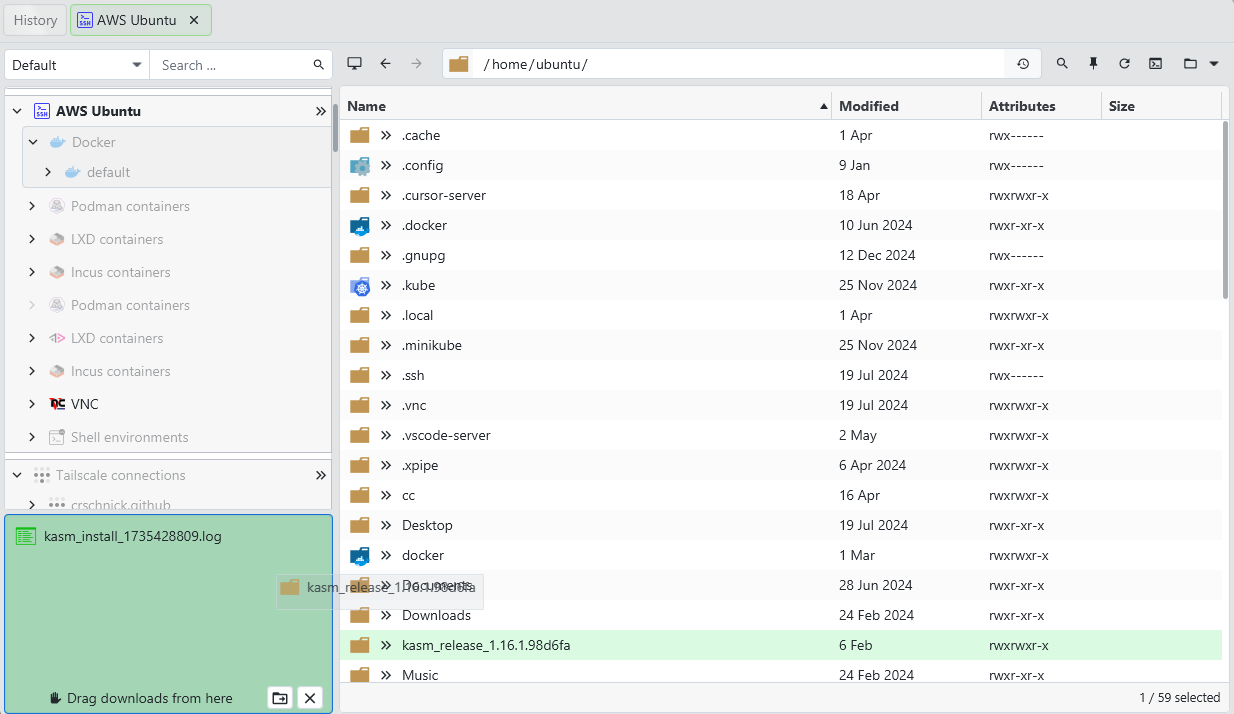 History
AWS Ubuntu
Default
Search ...
/home/ubuntu/
AWS Ubuntu
Docker
default
Podman containers
LXD containers
Incus containers
Podman containers
LXD containers
Incus containers
VNC
Shell environments
Tailscale connections
crschnick.github
kasm_install_1735428809.log
Drag downloads from here
Name Modified Attributes Size
.cache 1 Apr rwx------
.config 9 Jan rwx------
.cursor-server 18 Apr rwxrwxr-x
.docker 10 Jun 2024 rwxr-xr-x
.gnupg 12 Dec 2024 rwx------
.kube 25 Nov 2024 rwxr-xr-x
.local 1 Apr rwxrwxr-x
.minikube 25 Nov 2024 rwxr-xr-x
.ssh 19 Jul 2024 rwx------
.vnc 19 Jul 2024 rwxrwxr-x
.vscode-server 2 May rwxrwxr-x
.xpipe 6 Apr 2024 rwxrwxr-x
cc 16 Apr rwxrwxr-x
Desktop 19 Jul 2024 rwxr-xr-x
docker 1 Mar rwxrwxr-x
Documents 28 Jun 2024 rwxr-xr-x
kasm_release_1.16.1.98d6fa
Downloads 24 Feb 2024 rwxr-xr-x
kasm_release_1.16.1.98d6fa 6 Feb rwxrwxr-x
Music 24 Feb 2024 rwxr-xr-x
1 / 59 selected